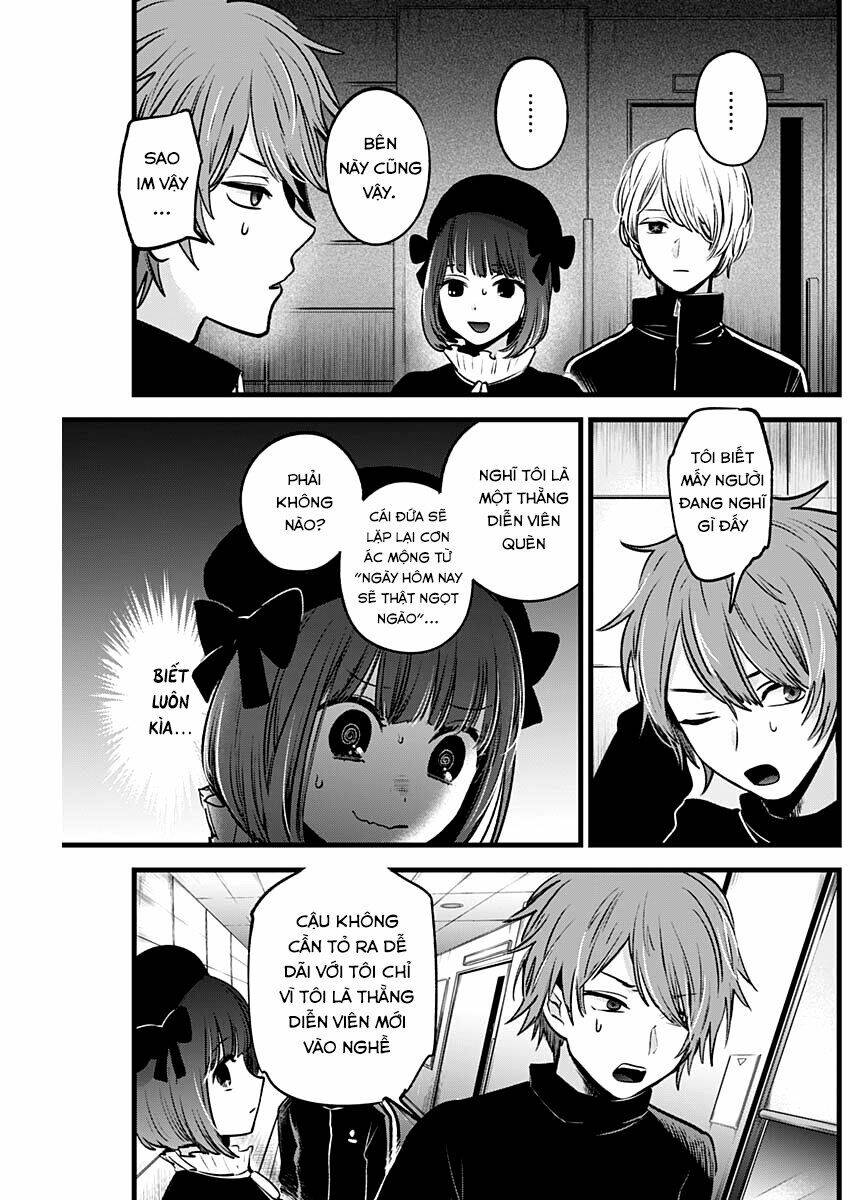 ……
……
BÊN
NÀY CŨNG
VẬY.
SAO
IM VẬY
...
TÔI BIẾT
MẤY NGƯỜI
ĐANG NGHĨ
GÌ ĐẤY
NGHĨ TÔI LÀ
MỘT THẰNG
DIỄN VIÊN
QUÈN
CÁI ĐỨA SẼ
LẶP LẠI CƠN
ÁC MỘNG TỪ
“NGÀY HÔM NAY
SẼ THẬT NGỌT
NGÀO”...
PHẢI
KHÔNG
NÀO?
BIẾT
LUÔN
KÌA...
CẬU KHÔNG
CẦN TỎ RA DỄ
DÃI VỚI TÔI CHỈ
VÌ TÔI LÀ THẰNG
DIỄN VIÊN MỚI
VÀO NGHỀ